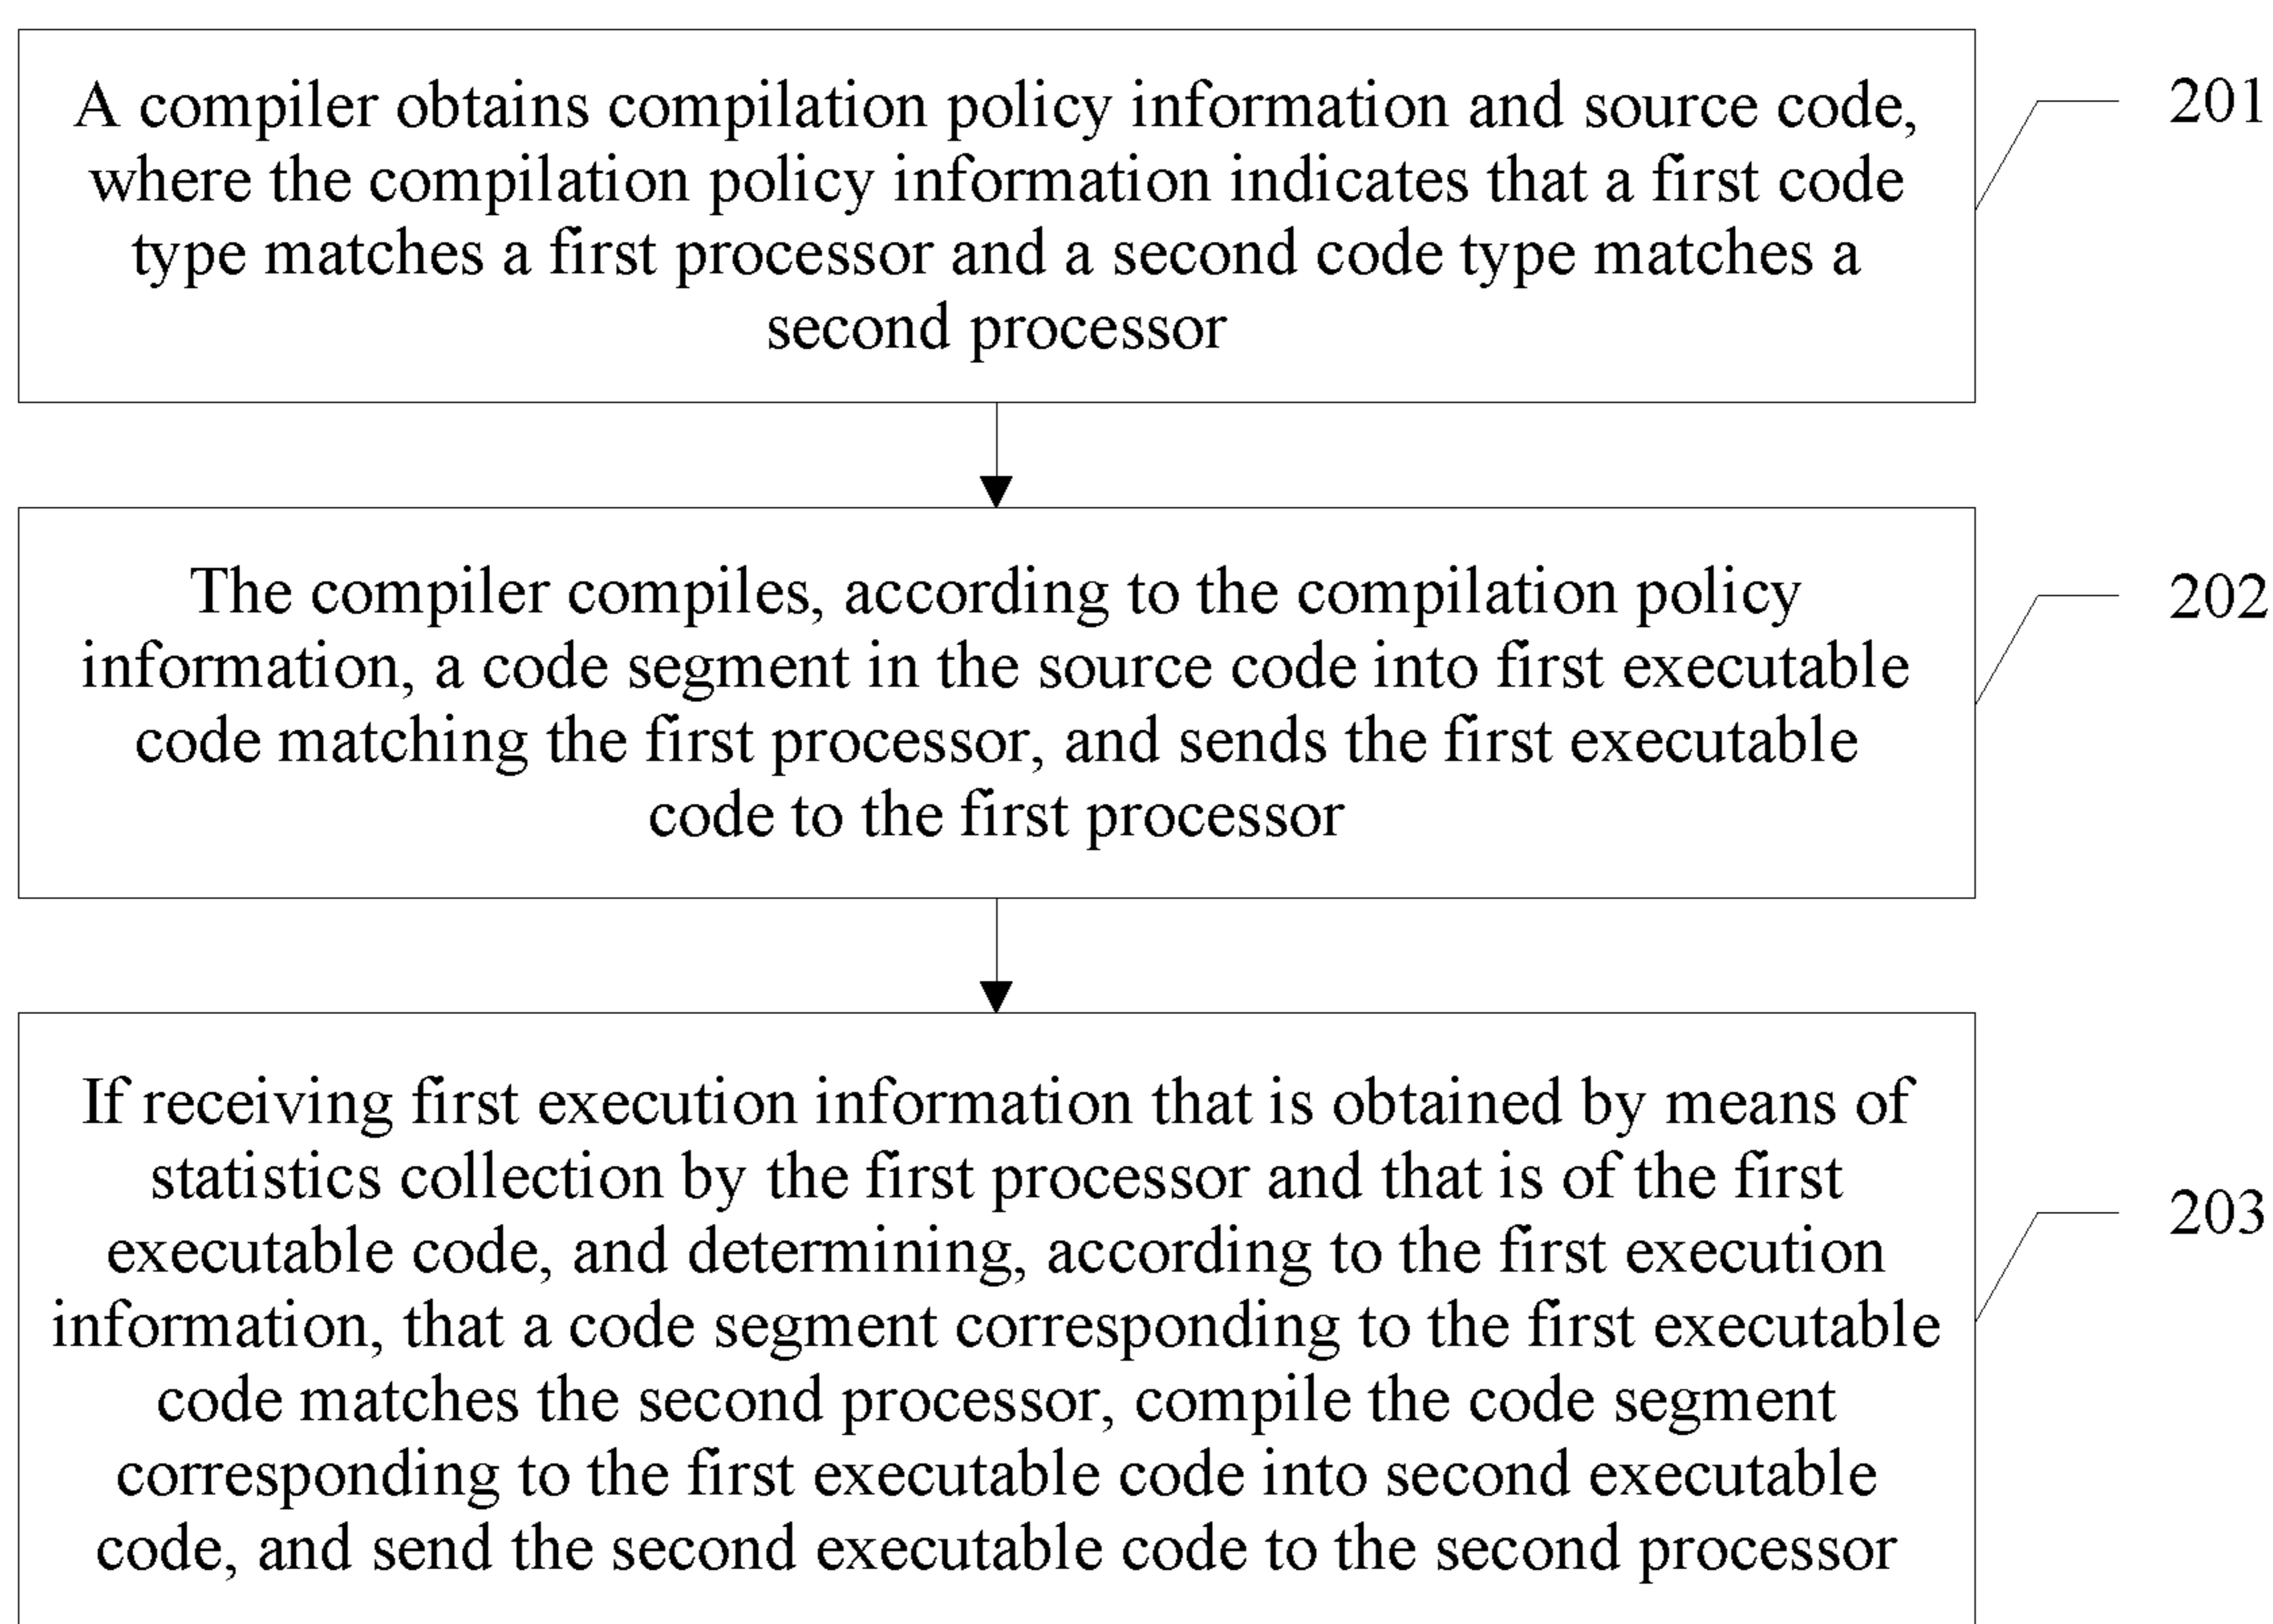 A compiler obtains compilation policy information and source code,
where the compilation policy information indicates that a first code
type matches a first processor and a second code type matches a
second processor
201
The compiler compiles, according to the compilation policy
information, a code segment in the source code into first executable
code matching the first processor, and sends the first executable
code to the first processor
202
If receiving first execution information that is obtained by means of
statistics collection by the first processor and that is of the first
executable code, and determining, according to the first execution
information, that a code segment corresponding to the first executable
code matches the second processor, compile the code segment
corresponding to the first executable code into second executable
code, and send the second executable code to the second processor
203